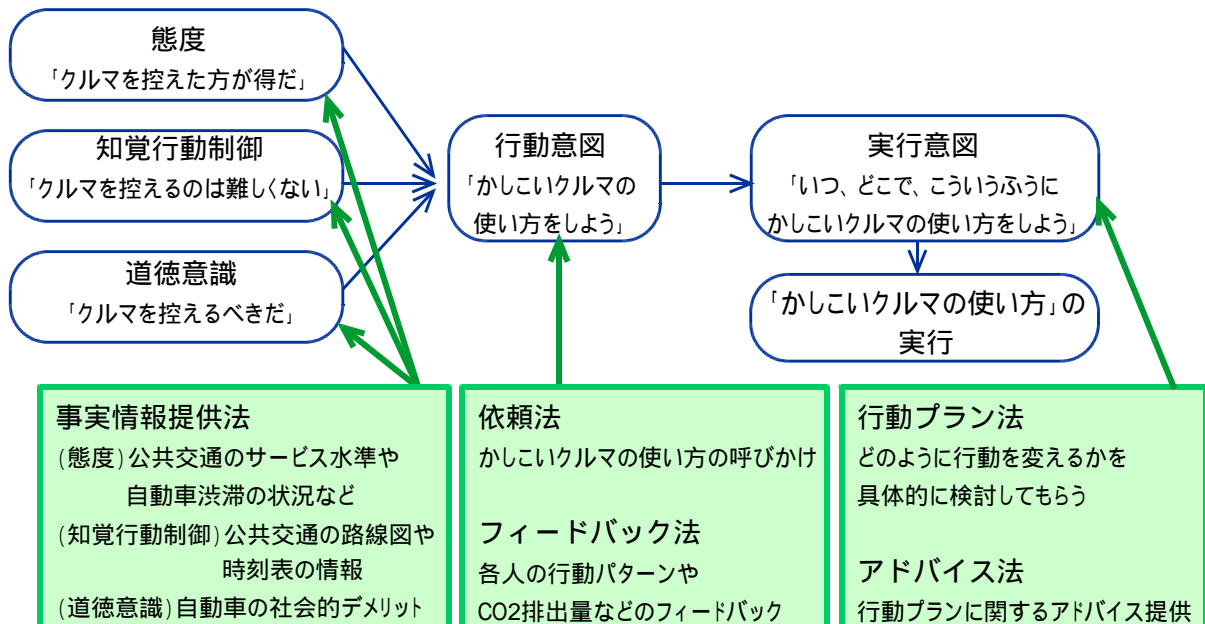 態度
「クルマを控えた方が得だ」
知覚行動制御
「クルマを控えるのは難しくない」
道徳意識
「クルマを控えるべきだ」
行動意図
「かしこいクルマの
使い方をしよう」
実行意図
「いつ、どこで、こういうふうに
かしこいクルマの使い方をしよう」
「かしこいクルマの使い方」の
実行
事実情報提供法
(態度)公共交通のサービス水準や
自動車渋滞の状況など
(知覚行動制御)公共交通の路線図や
時刻表の情報
(道徳意識)自動車の社会的デメリット
依頼法
かしこいクルマの使い方の呼びかけ
フィードバック法
各人の行動パターンや
CO2排出量などのフィードバック
行動プラン法
どのように行動を変えるかを
具体的に検討してもらう
アドバイス法
行動プランに関するアドバイス提供